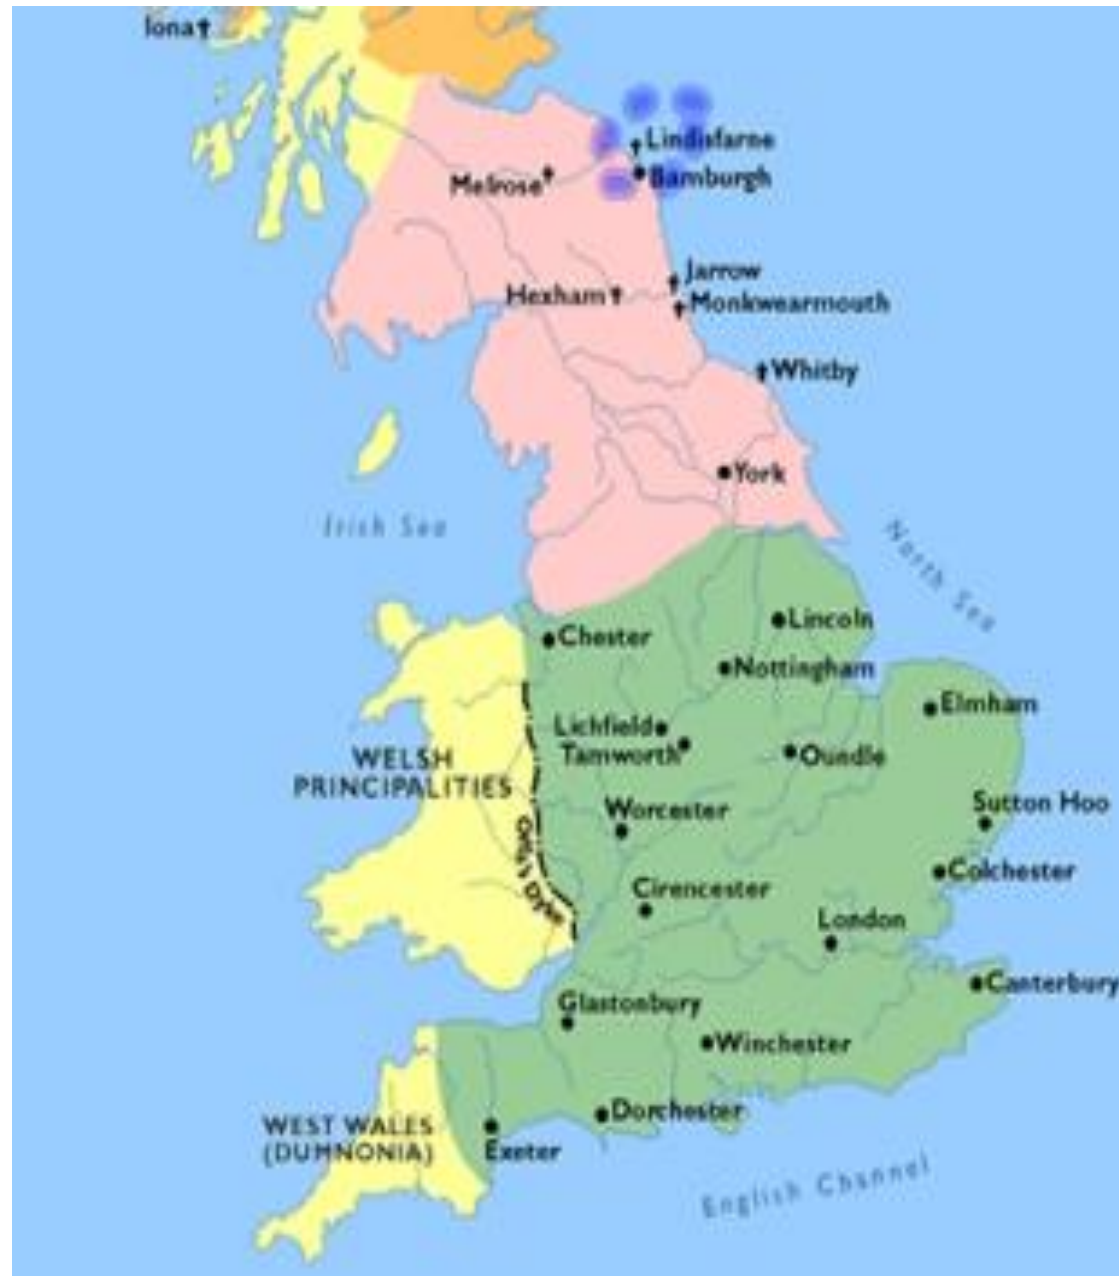 Iona
Lindisfarne
Bamburgh
Melrose
Jarrow
Hexham
Monkwearmouth
Whitby
York
Irish Sea
North Sea
Lincoln
Chester
Nottingham
Elmham
Lichfield
Tamworth
Oundle
WELSH
PRINCIPALITIES
Sutton Hoo
Worcester
Offa's Dyke
Colchester
Cirencester
London
Canterbury
Glastonbury
Winchester
Dorchester
WEST WALES
(DUMNONIA)
Exeter
English Channel